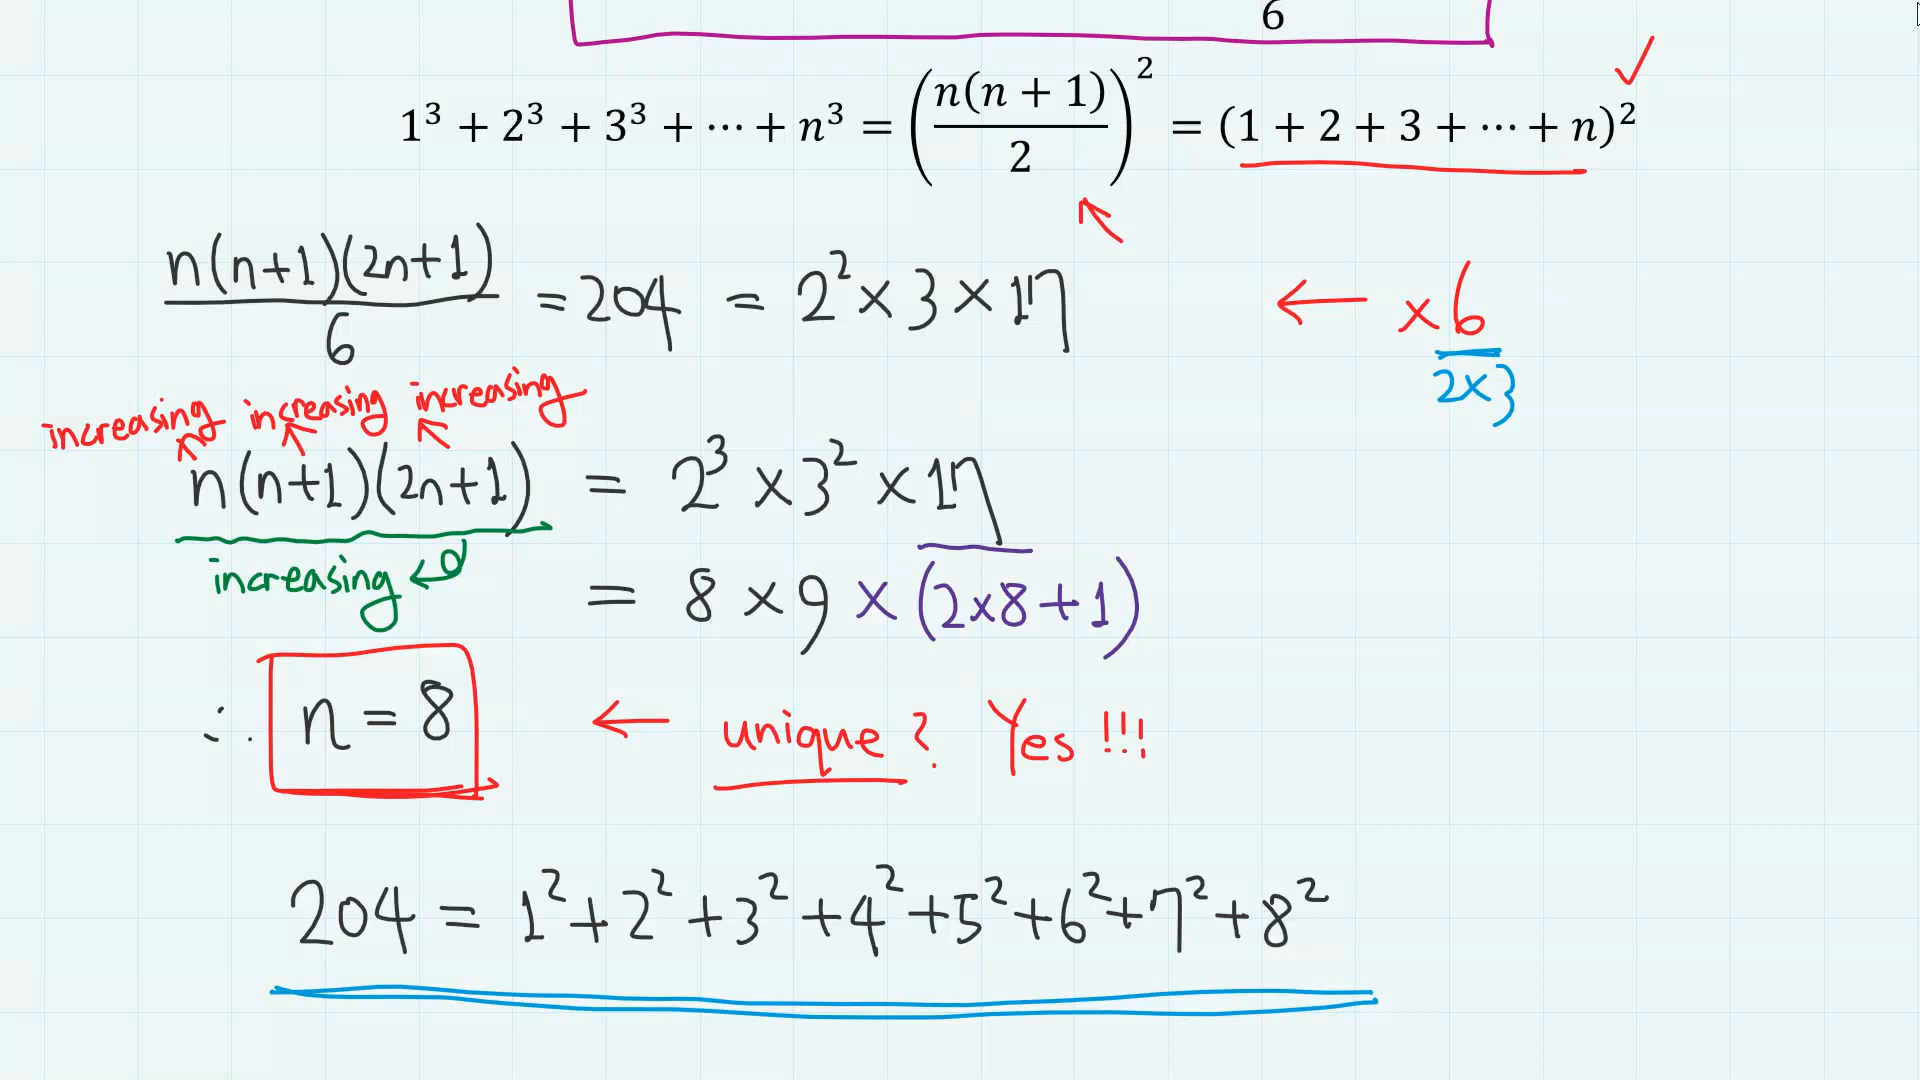 6
1³ + 2³ + 3³ + ⋯ + n³ = (n(n + 1)/2)² = (1 + 2 + 3 + ⋯ + n)²
n(n+1)(2n+1)/6 = 204 = 2² × 3 × 17 ← ×6
2×3
increasing increasing increasing
n(n+1)(2n+1) = 2³ × 3² × 17
increasing ←
= 8 × 9 × (2×8+1)
∴ n = 8 ← unique? Yes!!!
204 = 1² + 2² + 3² + 4² + 5² + 6² + 7² + 8²